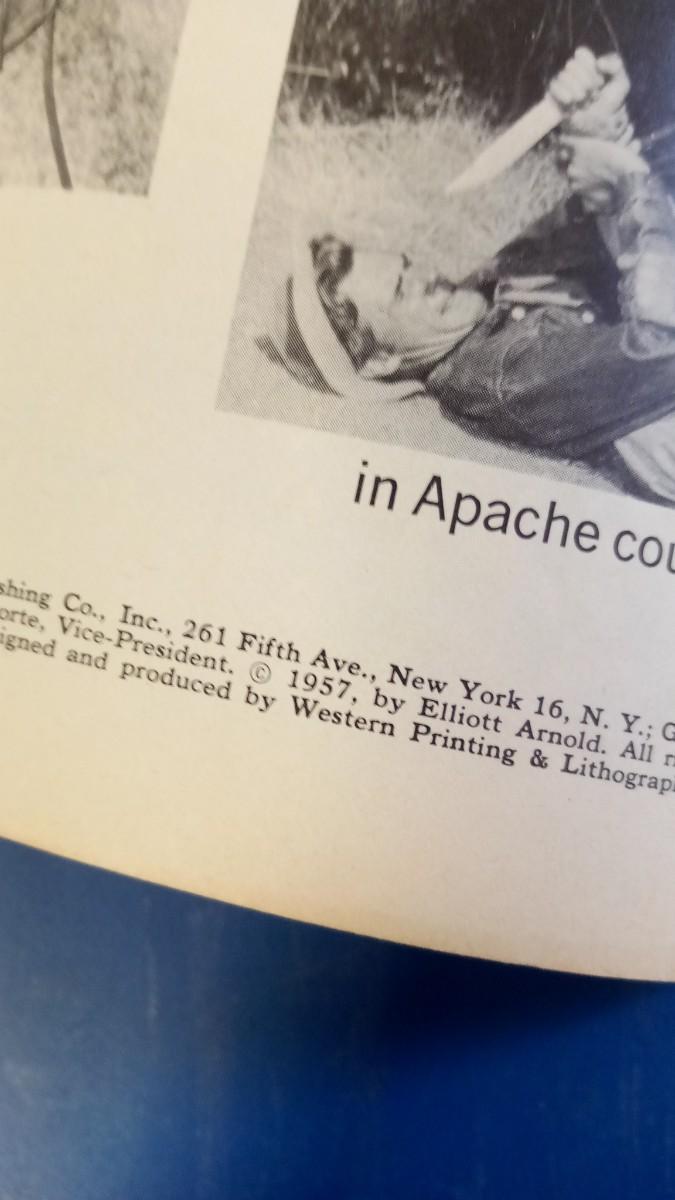 in Apache cou
shing Co., Inc., 261 Fifth Ave., New York 16, N. Y.; G
orte, Vice-President. © 1957, by Elliott Arnold. All r
igned and produced by Western Printing & Lithograp